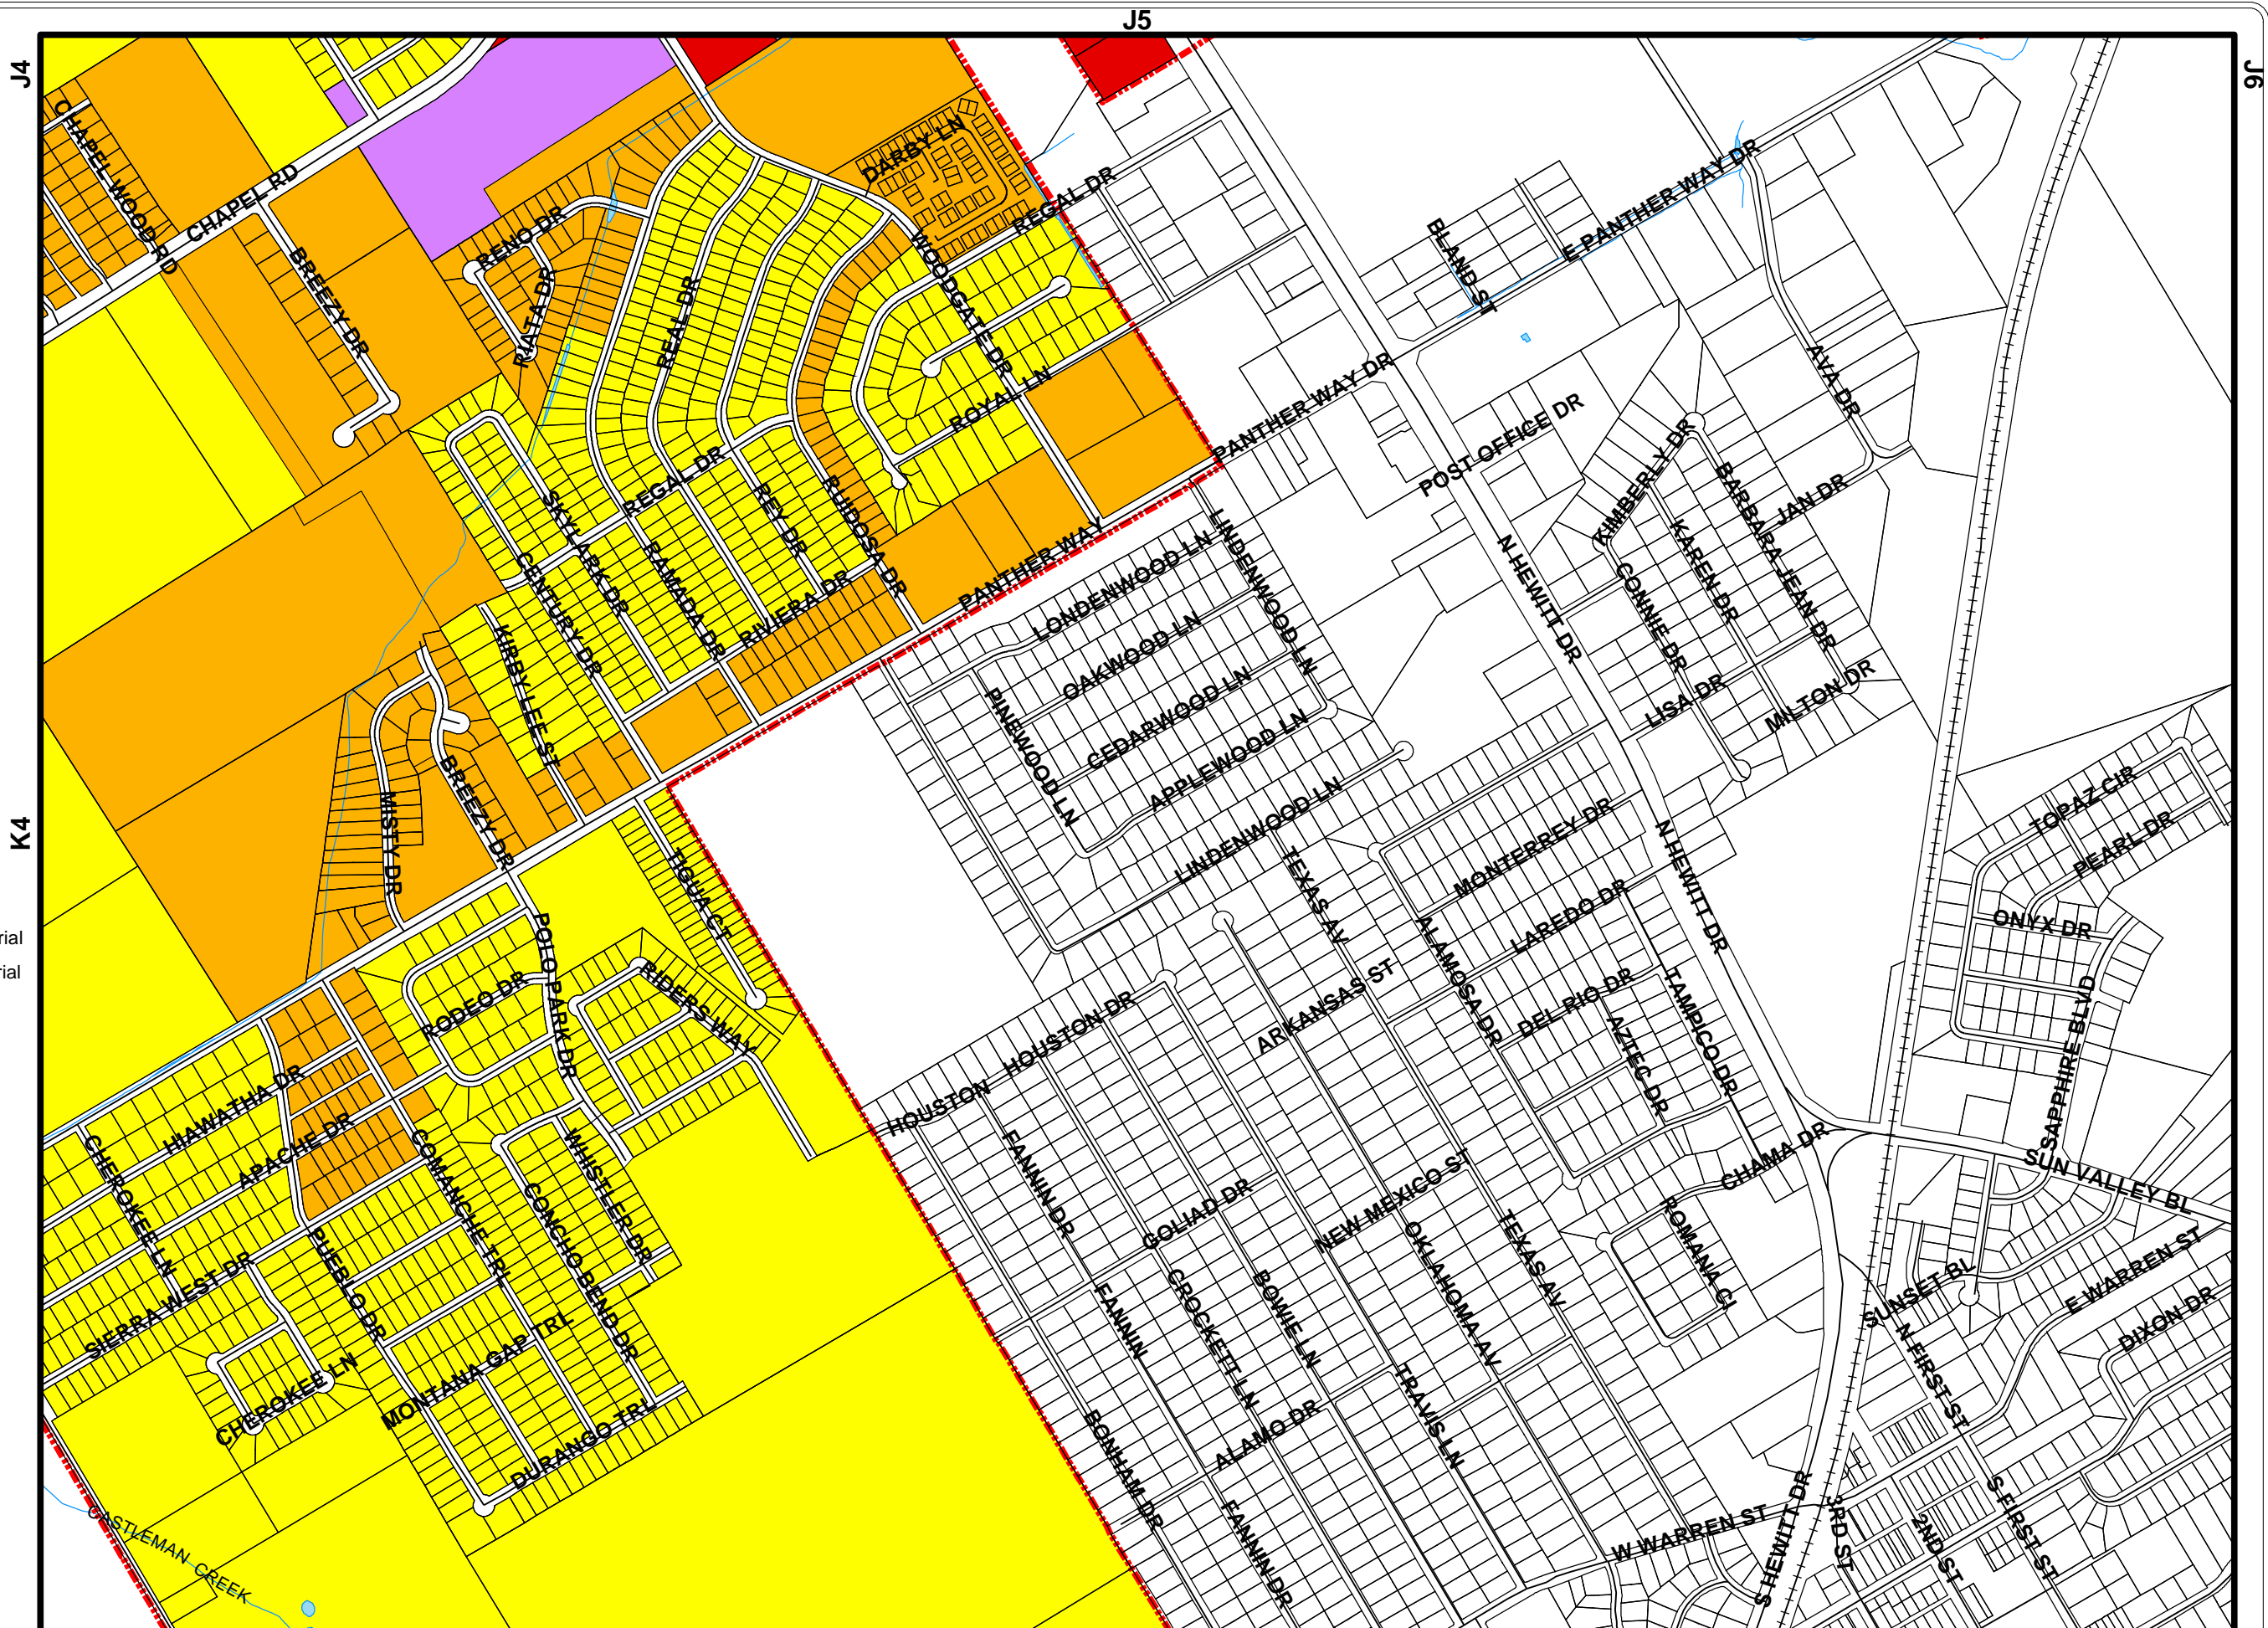 J5
J4
J6
K4
rial
rial
CHAPEL WOOD RD
CHAPEL RD
BREEZY DR
RENO DR
RIATA DR
REAL DR
DARBY LN
REGAL DR
WOODGATE DR
ROYAL LN
BLAND ST
E PANTHER WAY DR
AVA DR
PANTHER WAY DR
POST OFFICE DR
KIMBERLY DR
BARBARA JEAN DR
JAN DR
KAREN DR
CONNIE DR
LISA DR
MILTON DR
N HEWITT DR
SKYLARK DR
REGAL DR
REY DR
RUIDOSA DR
CENTURY DR
RAMADA DR
RIVIERA DR
PANTHER WAY
KIRBY LEE ST
LONDENWOOD LN
LINDENWOOD LN
OAKWOOD LN
CEDARWOOD LN
PINEWOOD LN
APPLEWOOD LN
LINDENWOOD LN
MISTY DR
BREEZY DR
TIGUA CT
TEXAS AV
MONTERREY DR
N HEWITT DR
LAREDO DR
ALAMOSA DR
TOPAZ CIR
PEARL DR
ONYX DR
SAPPHIRE BLVD
POLO PARK DR
RODEO DR
RIDERS WAY
ARKANSAS ST
DEL RIO DR
TAMPICO DR
AZTEC DR
HOUSTON DR
HOUSTON
HIAWATHA DR
APACHE DR
CHEROKEE LN
COMANCHE TRL
WHISTLER DR
CONCHO BEND DR
FANNIN DR
GOLIAD DR
NEW MEXICO ST
CHAMA DR
ROMANA CI
SUN VALLEY BL
SUNSET BL
E WARREN ST
DIXON DR
N FIRST ST
SIERRA WEST DR
PUEBLO DR
CHEROKEE LN
MONTANA GAP TRL
DURANGO TRL
FANNIN
CROCKETT LN
BOWIE LN
OKLAHOMA AV
TEXAS AV
TRAVIS LN
ALAMO DR
BONHAM DR
FANNIN DR
W WARREN ST
S HEWITT DR
3RD ST
2ND ST
S FIRST ST
CASTLEMAN CREEK